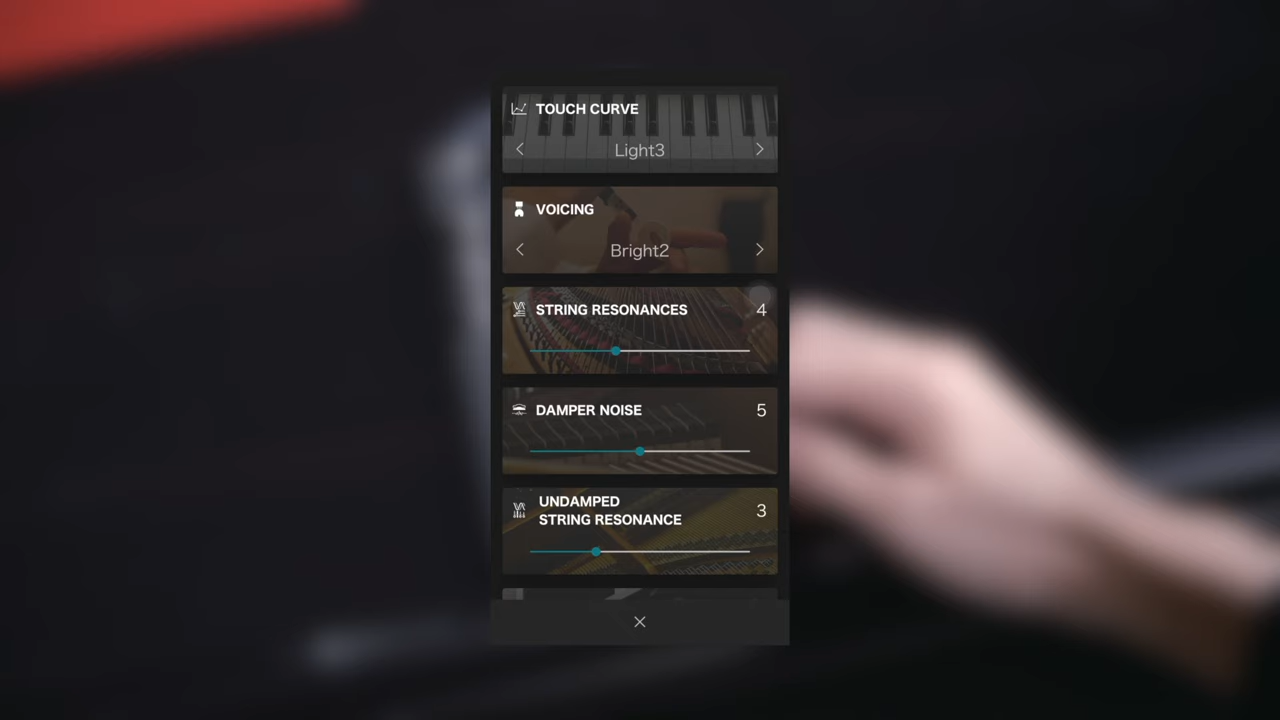 TOUCH CURVE
Light3
VOICING
Bright2
STRING RESONANCES 4
DAMPER NOISE 5
UNDAMPED
STRING RESONANCE 3